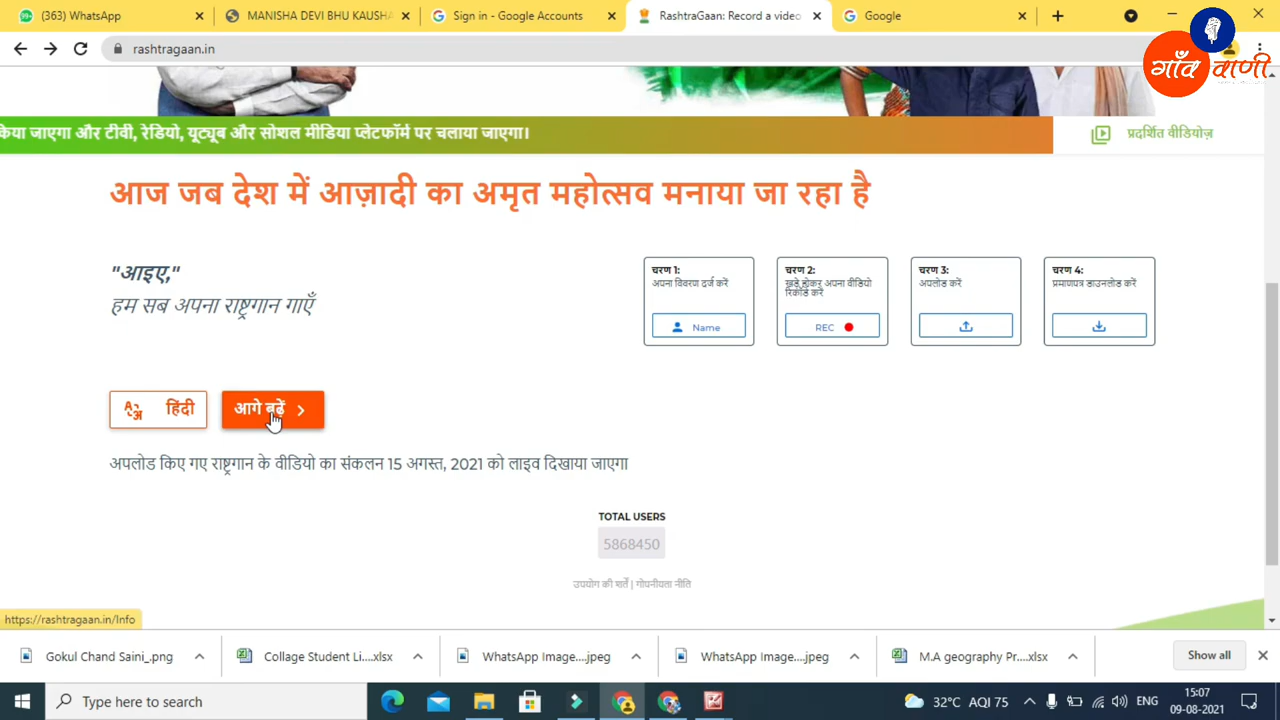 (363) WhatsApp
MANISHA DEVI BHU KAUSHA
Sign in - Google Accounts
RashtraGaan: Record a video
Google
rashtragaan.in
गाँव वाणी
किया जाएगा और टीवी, रेडियो, यूट्यूब और सोशल मीडिया प्लेटफॉर्म पर चलाया जाएगा।
प्रदर्शित वीडियोज़
आज जब देश में आज़ादी का अमृत महोत्सव मनाया जा रहा है
"आइए,"
हम सब अपना राष्ट्रगान गाएँ
चरण 1:
अपना विवरण दर्ज करें
Name
चरण 2:
खड़े होकर अपना वीडियो
रिकॉर्ड करें
REC
चरण 3:
अपलोड करें
चरण 4:
प्रमाणपत्र डाउनलोड करें
हिंदी
आगे बढ़ें
अपलोड किए गए राष्ट्रगान के वीडियो का संकलन 15 अगस्त, 2021 को लाइव दिखाया जाएगा
TOTAL USERS
5868450
उपयोग की शर्तें | गोपनीयता नीति
https://rashtragaan.in/Info
Gokul Chand Saini_.png
Collage Student Li....xlsx
WhatsApp Image....jpeg
WhatsApp Image....jpeg
M.A geography Pr....xlsx
Show all
Type here to search
32°C AQI 75
ENG
15:07
09-08-2021